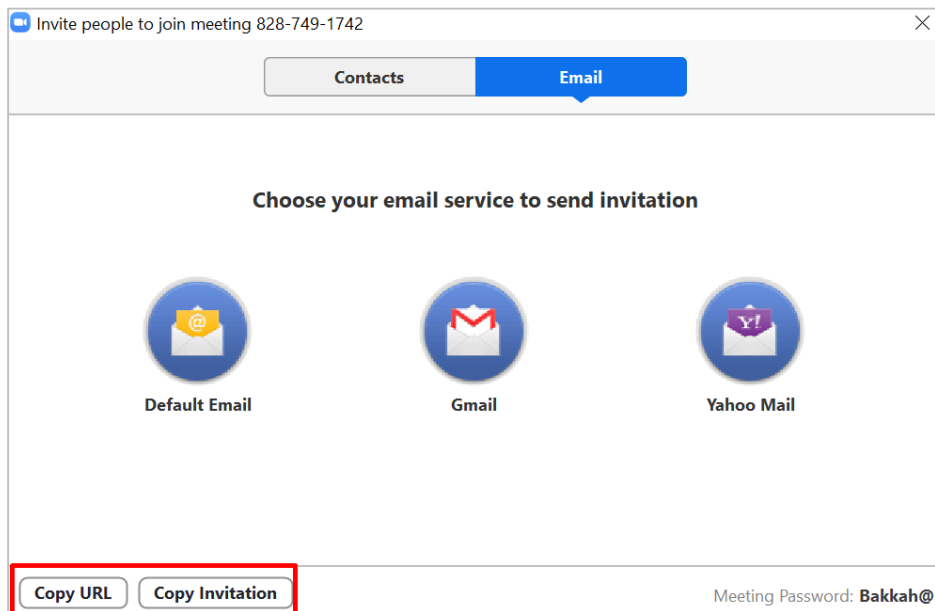 Invite people to join meeting 828-749-1742
Contacts Email
Choose your email service to send invitation
@ Y!
Default Email Gmail Yahoo Mail
Copy URL Copy Invitation Meeting Password: Bakkah@